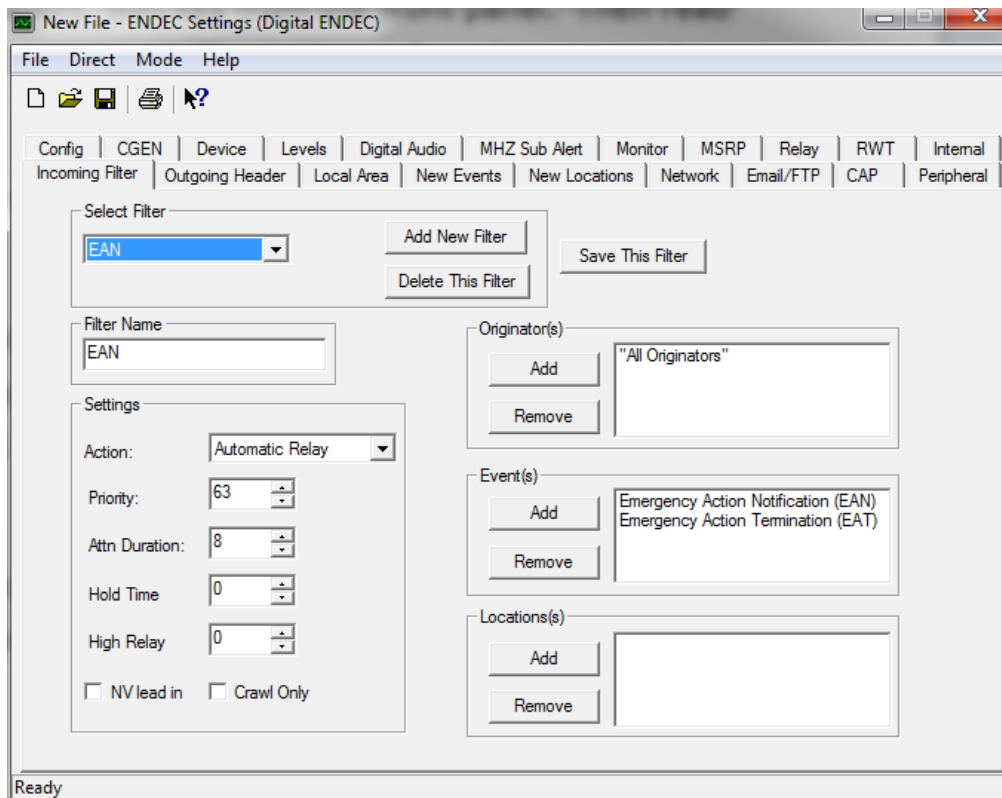 New File - ENDEC Settings (Digital ENDEC)
File Direct Mode Help
Config CGEN Device Levels Digital Audio MHZ Sub Alert Monitor MSRP Relay RWT Internal
Incoming Filter Outgoing Header Local Area New Events New Locations Network Email/FTP CAP Peripheral
Select Filter
EAN
Add New Filter
Delete This Filter
Save This Filter
Filter Name
EAN
Settings
Action: Automatic Relay
Priority: 63
Attn Duration: 8
Hold Time 0
High Relay 0
NV lead in Crawl Only
Originator(s)
Add
Remove
"All Originators"
Event(s)
Add
Remove
Emergency Action Notification (EAN)
Emergency Action Termination (EAT)
Locations(s)
Add
Remove
Ready